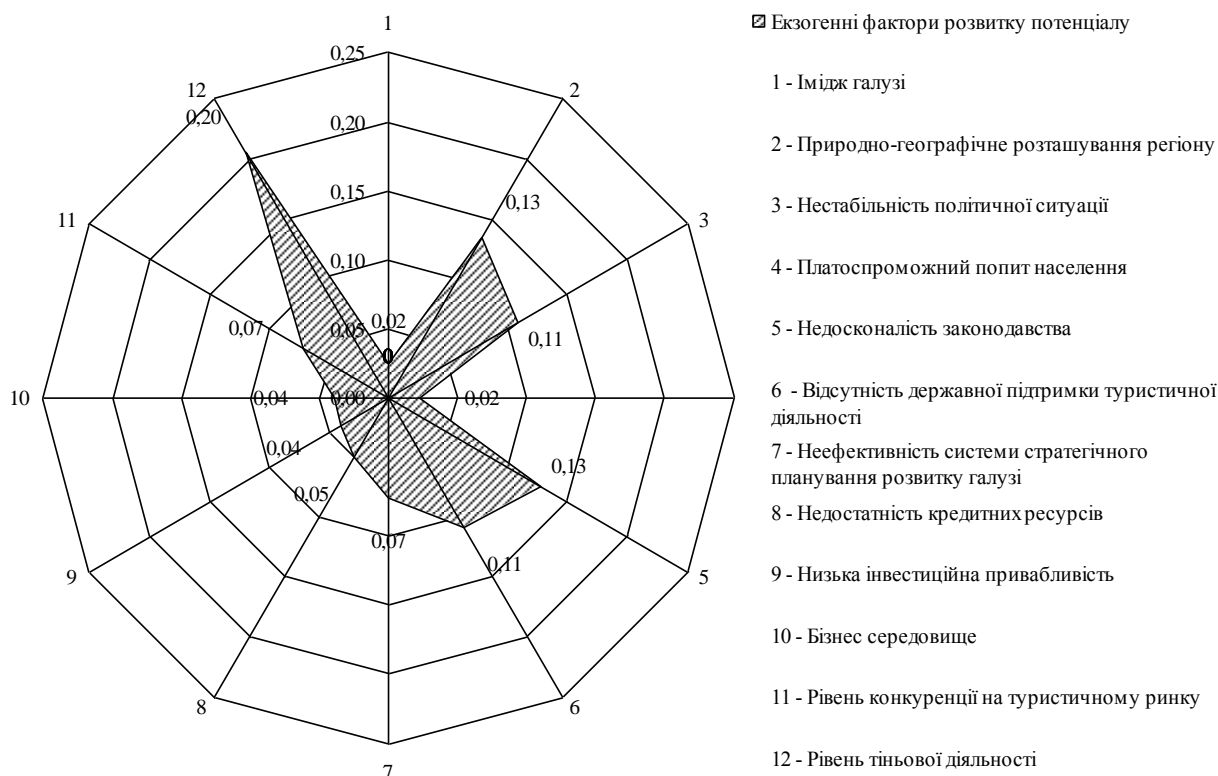 1
0,25
12
0,20
2
0,20
0,13
0,15
11
3
0,10
0,07
0,05
0,02
0,11
0
10
0,04
0,00
0,02
0,04
0,13
0,05
0,07
0,11
9
5
8
6
7
Екзогенні фактори розвитку потенціалу
1 - Імідж галузі
2 - Природно-географічне розташування регіону
3 - Нестабільність політичної ситуації
4 - Платоспроможний попит населення
5 - Недосконалість законодавства
6 - Відсутність державної підтримки туристичної
діяльності
7 - Неефективність системи стратегічного
планування розвитку галузі
8 - Недостатність кредитних ресурсів
9 - Низька інвестиційна привабливість
10 - Бізнес середовище
11 - Рівень конкуренції на туристичному ринку
12 - Рівень тіньової діяльності